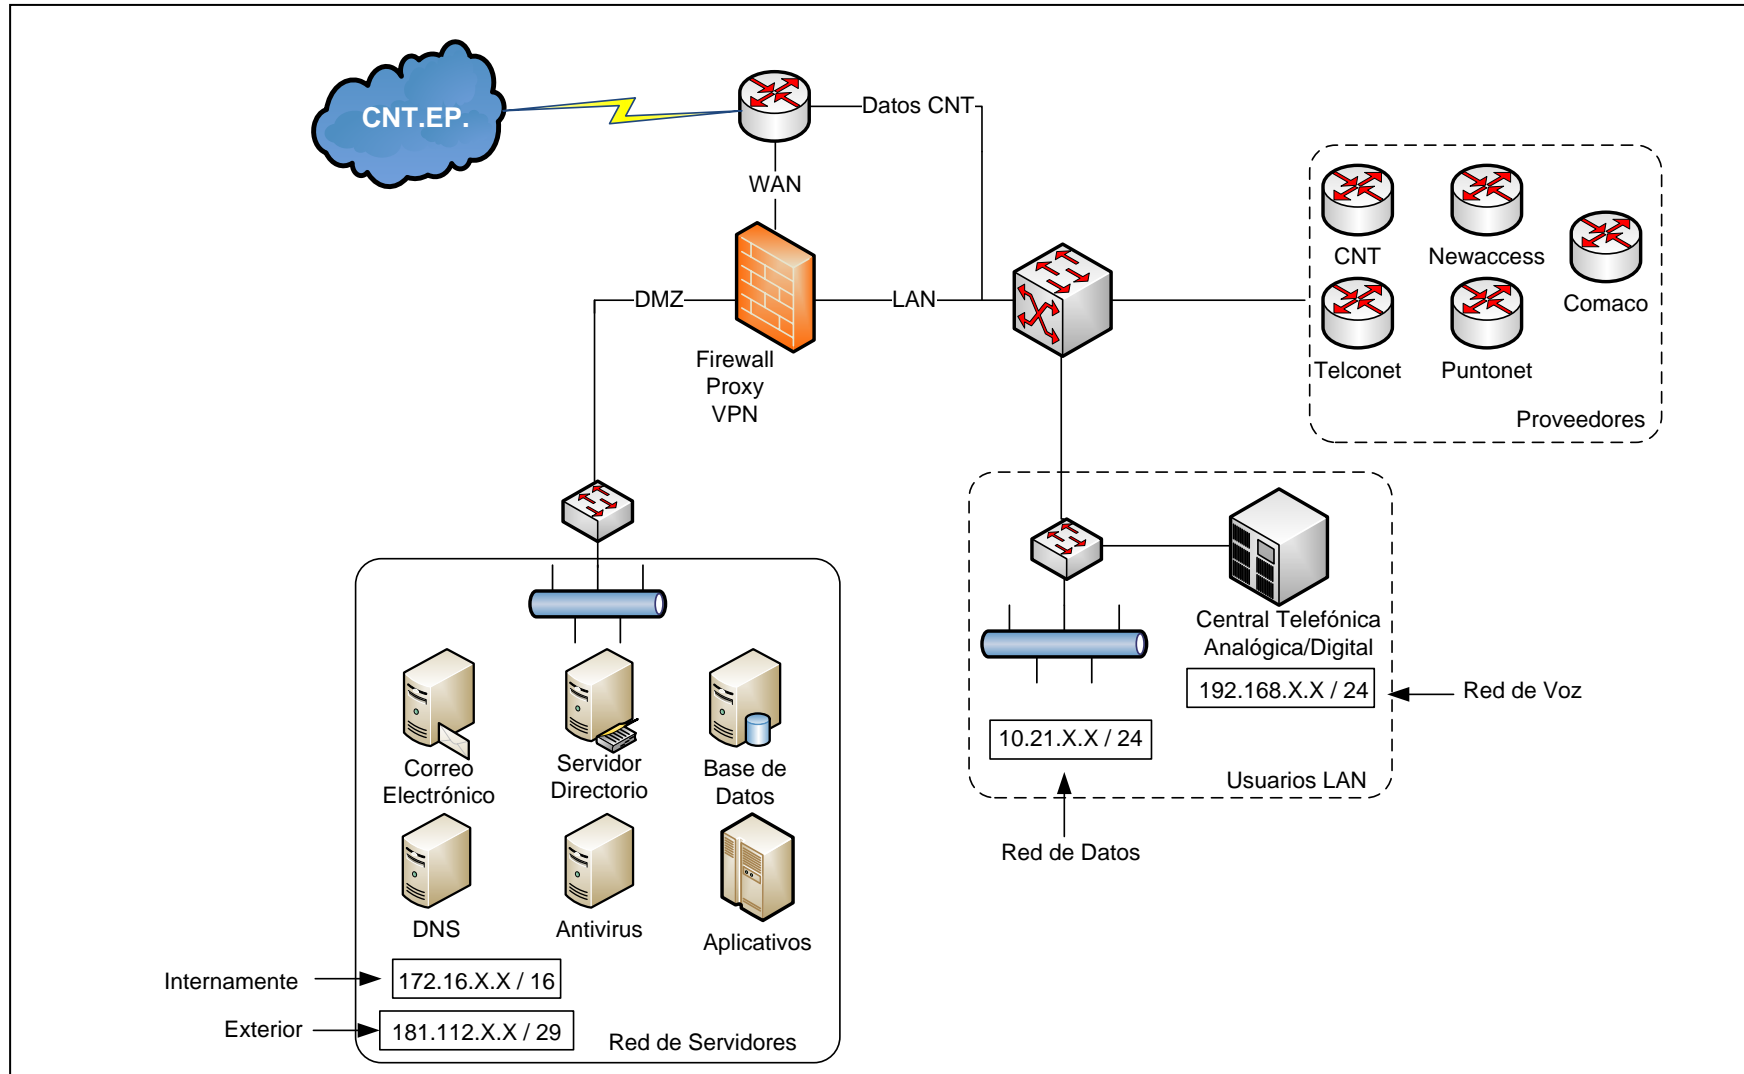 CNT.EP.
Datos CNT
WAN
DMZ
LAN
Firewall
Proxy
VPN
CNT
Newaccess
Comaco
Telconet
Puntonet
Proveedores
Central Telefónica
Analógica/Digital
192.168.X.X / 24
Red de Voz
10.21.X.X / 24
Usuarios LAN
Red de Datos
Correo
Electrónico
Servidor
Directorio
Base de
Datos
DNS
Antivirus
Aplicativos
Internamente
172.16.X.X / 16
Exterior
181.112.X.X / 29
Red de Servidores